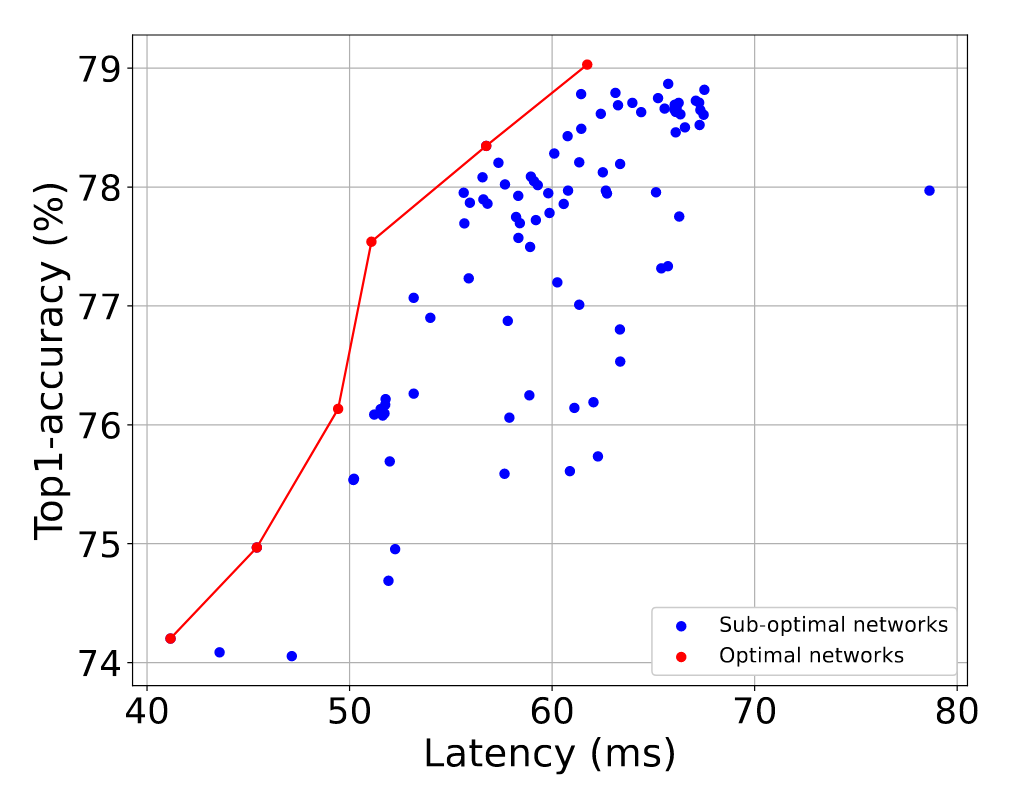 79
78
77
76
75
74
Top1-accuracy (%)
Sub-optimal networks
Optimal networks
40 50 60 70 80
Latency (ms)